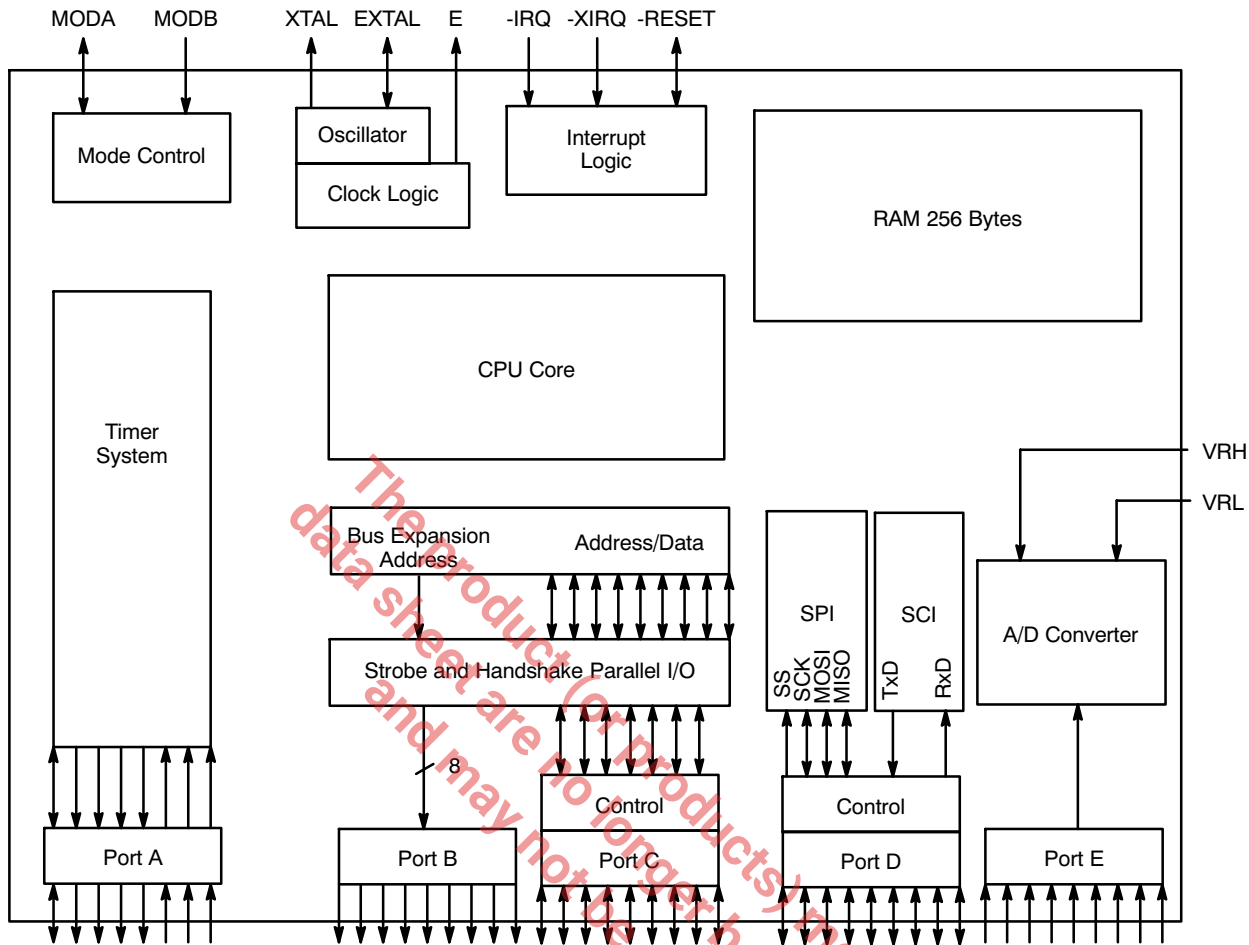 MODA MODB XTAL EXTAL E -IRQ -XIRQ -RESET
Mode Control
Oscillator
Clock Logic
Interrupt
Logic
RAM 256 Bytes
CPU Core
Timer
System
VRH
VRL
Bus Expansion
Address
Address/Data
SPI
SCI
A/D Converter
Strobe and Handshake Parallel I/O
SS
SCK
MOSI
MISO
TxD
RxD
8
Control
Control
Port A
Port B
Port C
Port D
Port E
The product (or products) m
data sheet are no longer b
and may not be